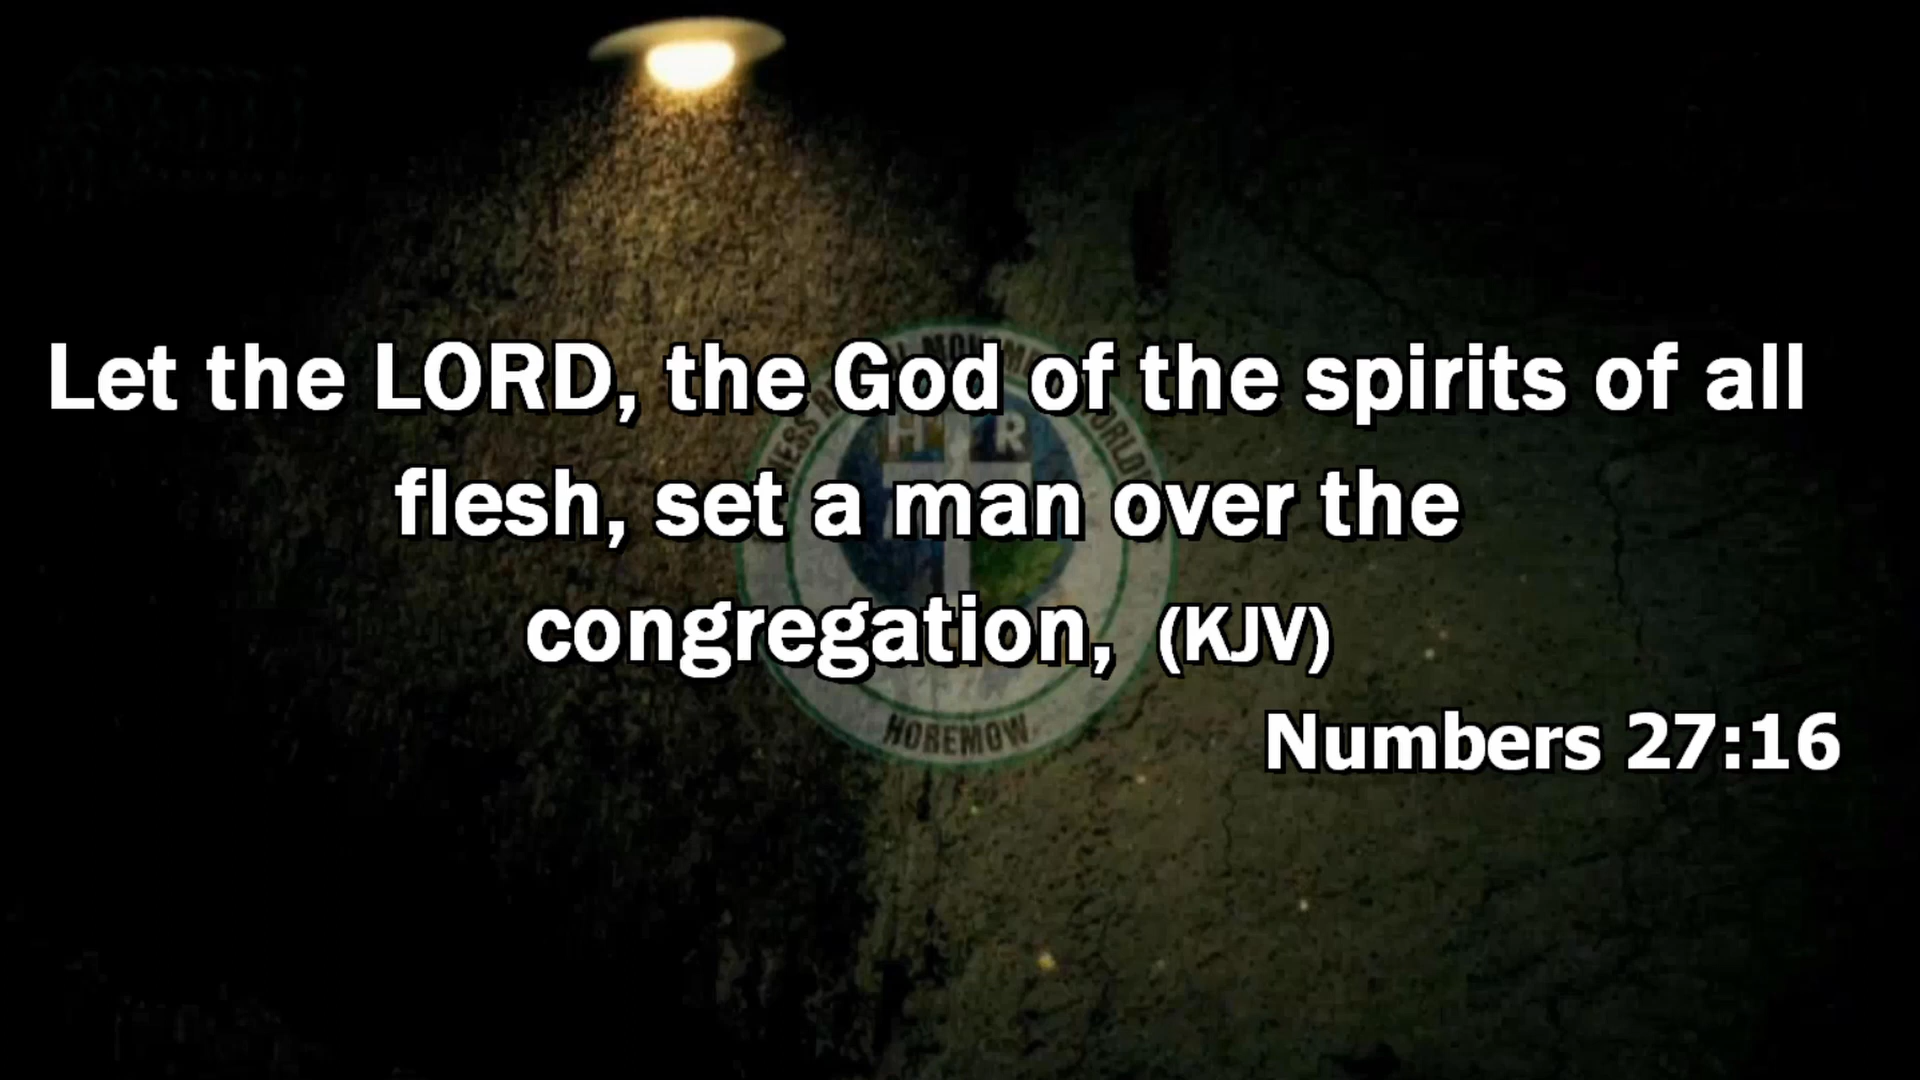 Let the LORD, the God of the spirits of all
flesh, set a man over the
congregation, (KJV)
Numbers 27:16
H R
HOREMOW